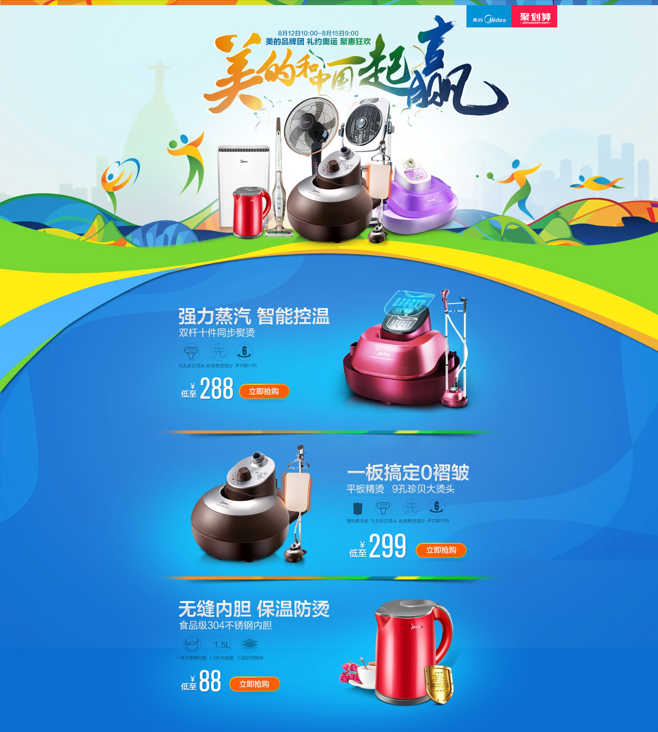 美的 Midea
聚划算
8月12日10:00-8月15日9:00
美的品牌团 礼约奥运 聚惠狂欢
美的和中国一起赢
强力蒸汽 智能控温
双杆十件同步熨烫
先
6
¥
低至 288 立即抢购
一板搞定0褶皱
平板精烫 9孔珍贝大烫头
先
6
¥
低至 299 立即抢购
无缝内胆 保温防烫
食品级304不锈钢内胆
1.5L
¥
低至 88 立即抢购